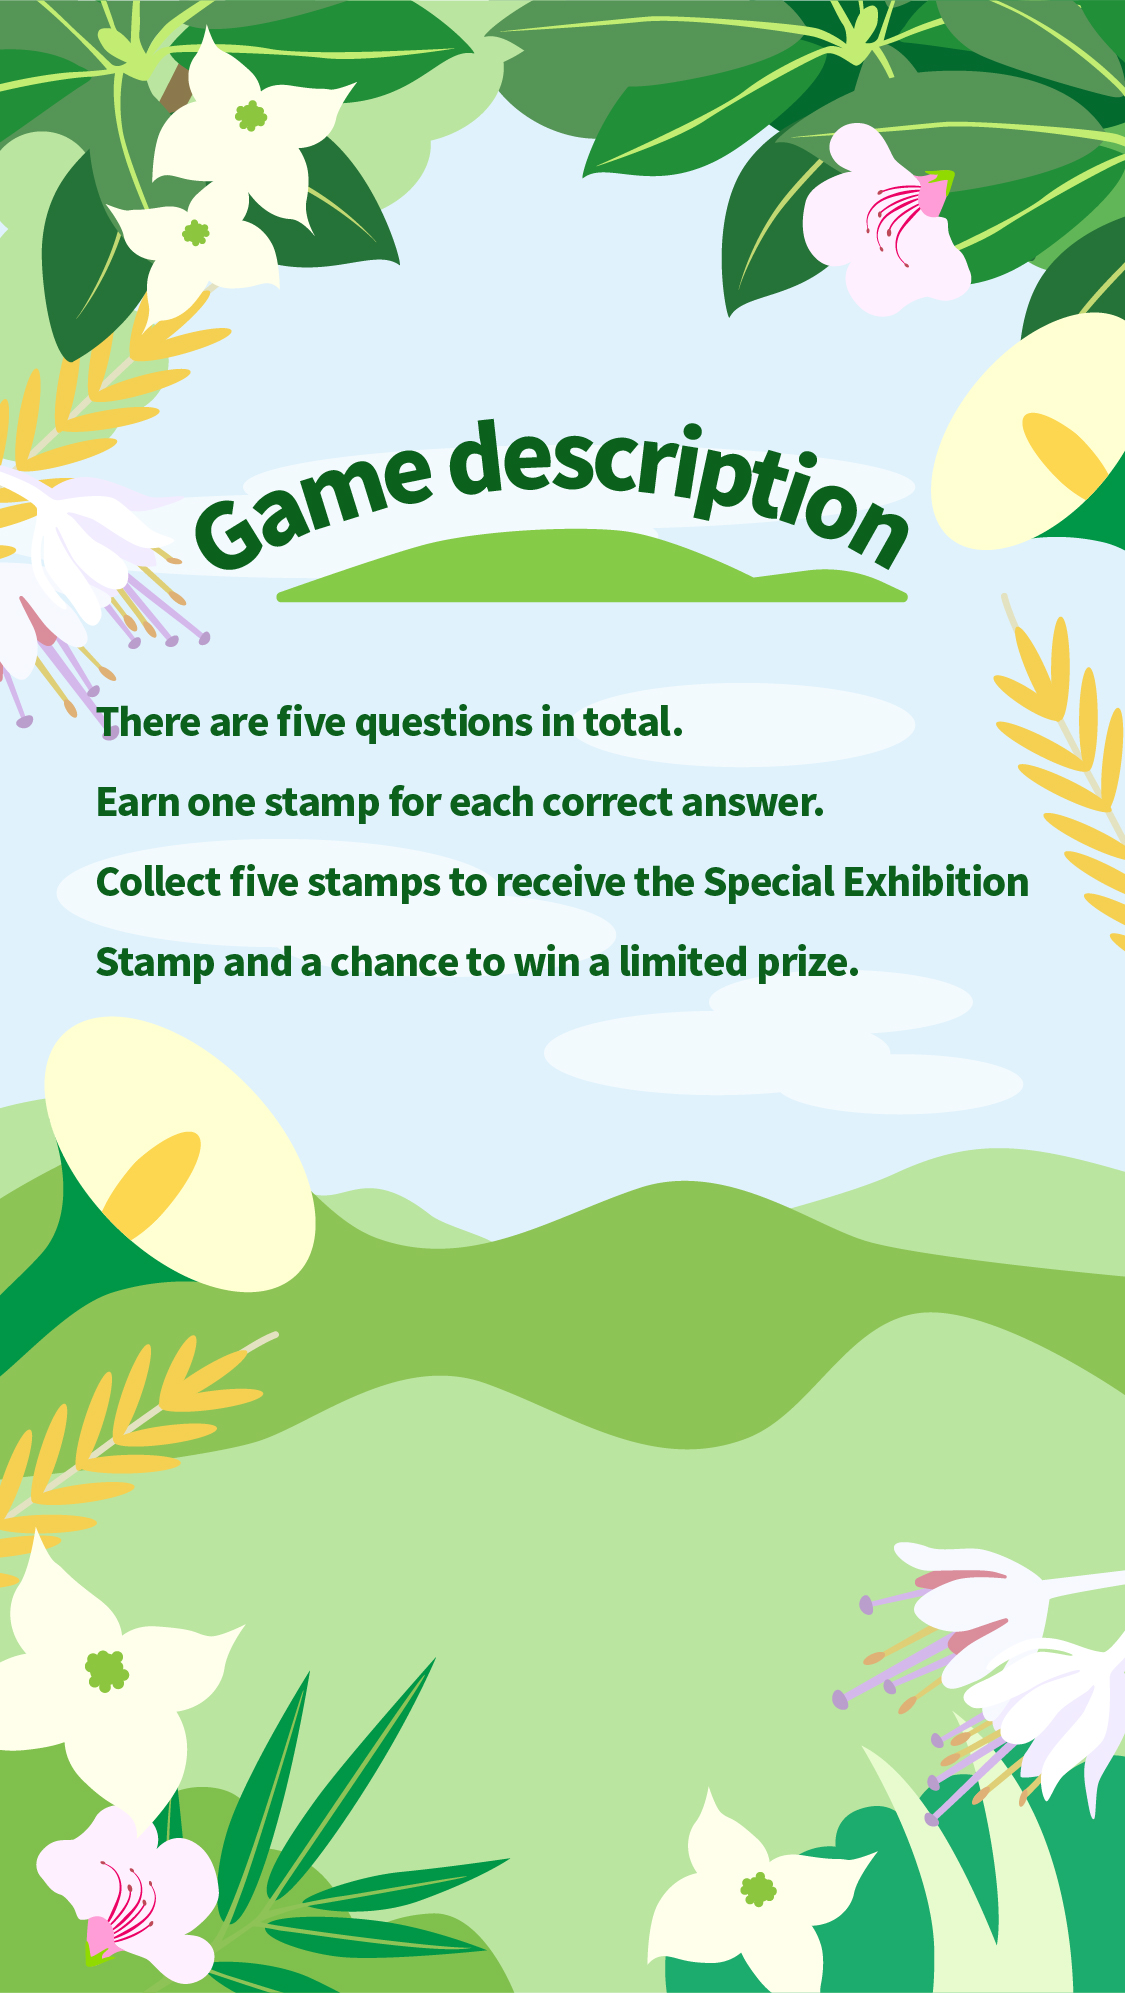 Game description
There are five questions in total.
Earn one stamp for each correct answer.
Collect five stamps to receive the Special Exhibition
Stamp and a chance to win a limited prize.